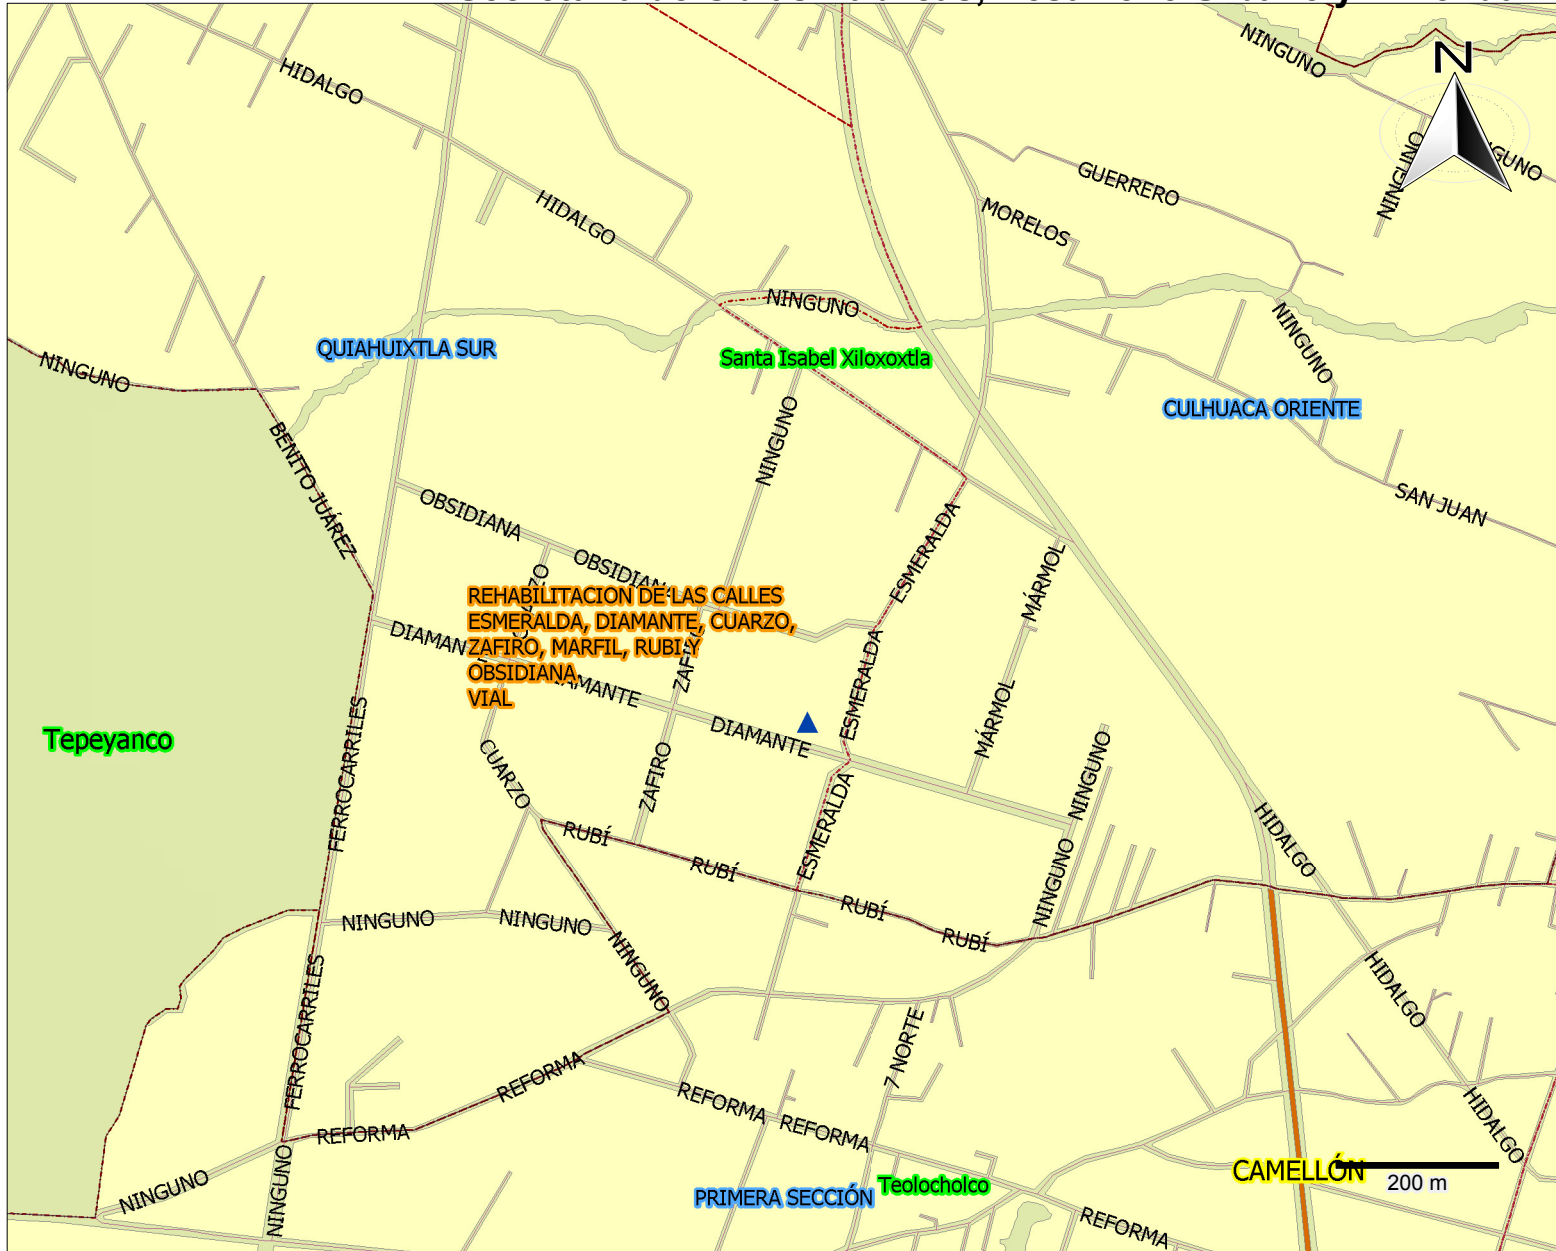 NINGUNO
N
HIDALGO
NINGUNO
GUERRERO
HIDALGO
MORELOS
NINGUNO
NINGUNO
QUIAHUIXTLA SUR
Santa Isabel Xiloxoxtla
NINGUNO
CULHUACA ORIENTE
NINGUNO
BENITO JUÁREZ
OBSIDIANA
ESMERALDA
SAN JUAN
OBSIDIANA
MÁRMOL
REHABILITACION DE LAS CALLES
ESMERALDA, DIAMANTE, CUARZO,
ZAFIRO, MARFIL, RUBI Y
OBSIDIANA
VIAL
ESMERALDA
MÁRMOL
DIAMANTE
Tepeyanco
FERROCARRILES
CUARZO
ZAFIRO
NINGUNO
RUBÍ
ESMERALDA
HIDALGO
RUBÍ
RUBÍ
NINGUNO
RUBÍ
NINGUNO
NINGUNO
NINGUNO
HIDALGO
FERROCARRILES
7 NORTE
REFORMA
REFORMA
REFORMA
REFORMA
HIDALGO
NINGUNO
NINGUNO
PRIMERA SECCIÓN
Teolocholco
CAMELLÓN
200 m
REFORMA